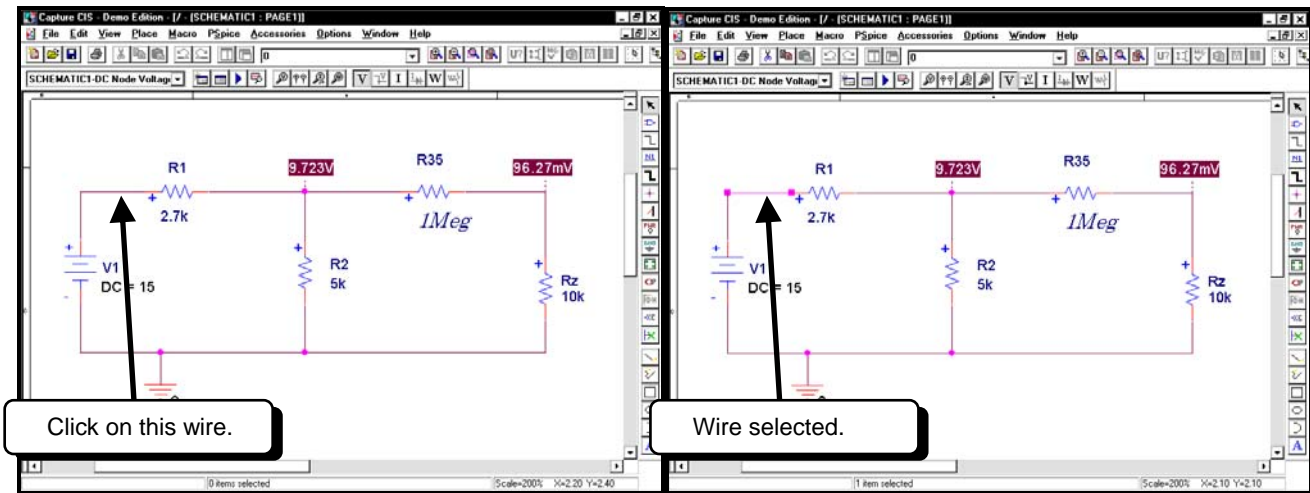 Capture CIS - Demo Edition - [/ - (SCHEMATIC1 : PAGE1)]
File Edit View Place Macro PSpice Accessories Options Window Help
0
SCHEMATIC1-DC Node Voltag
V I W
R1
9.723V
R35
96.27mV
2.7k
1Meg
+
V1
DC = 15
-
R2
5k
Rz
10k
Click on this wire.
0 items selected
Scale=200% X=2.20 Y=2.40
Capture CIS - Demo Edition - [/ - (SCHEMATIC1 : PAGE1)]
File Edit View Place Macro PSpice Accessories Options Window Help
0
SCHEMATIC1-DC Node Voltag
V I W
R1
9.723V
R35
96.27mV
2.7k
1Meg
+
V1
DC = 15
-
R2
5k
Rz
10k
Wire selected.
1 item selected
Scale=200% X=2.10 Y=2.10